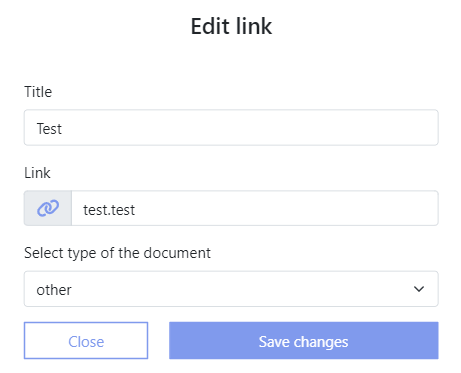 Edit link
Title
Test
Link
test.test
Select type of the document
other
Close
Save changes